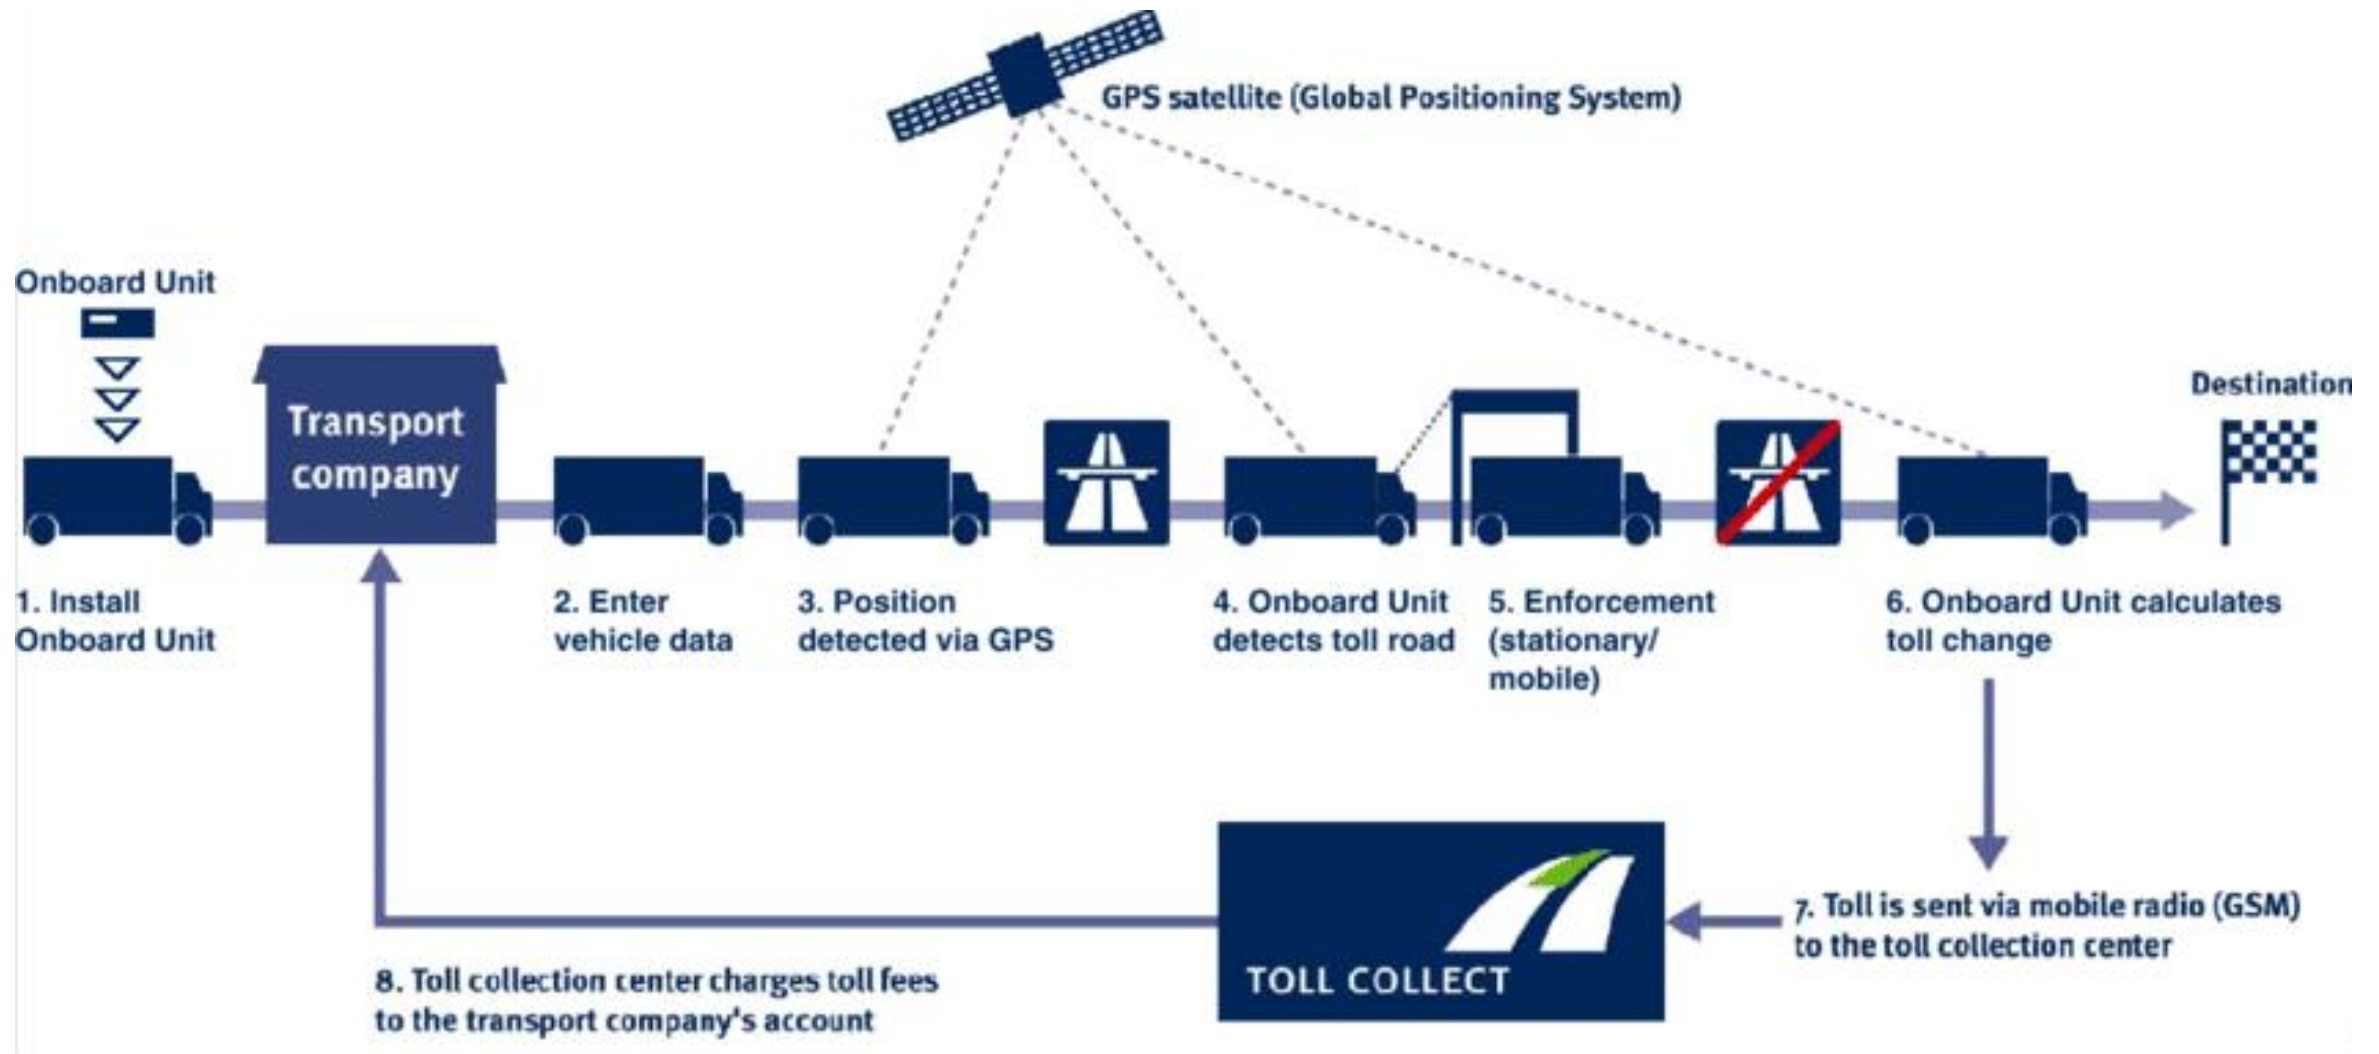 GPS satellite (Global Positioning System)
Onboard Unit
Transport
company
Destination
1. Install
Onboard Unit
2. Enter
vehicle data
3. Position
detected via GPS
4. Onboard Unit
detects toll road
5. Enforcement
(stationary/
mobile)
6. Onboard Unit calculates
toll change
7. Toll is sent via mobile radio (GSM)
to the toll collection center
TOLL COLLECT
8. Toll collection center charges toll fees
to the transport company's account